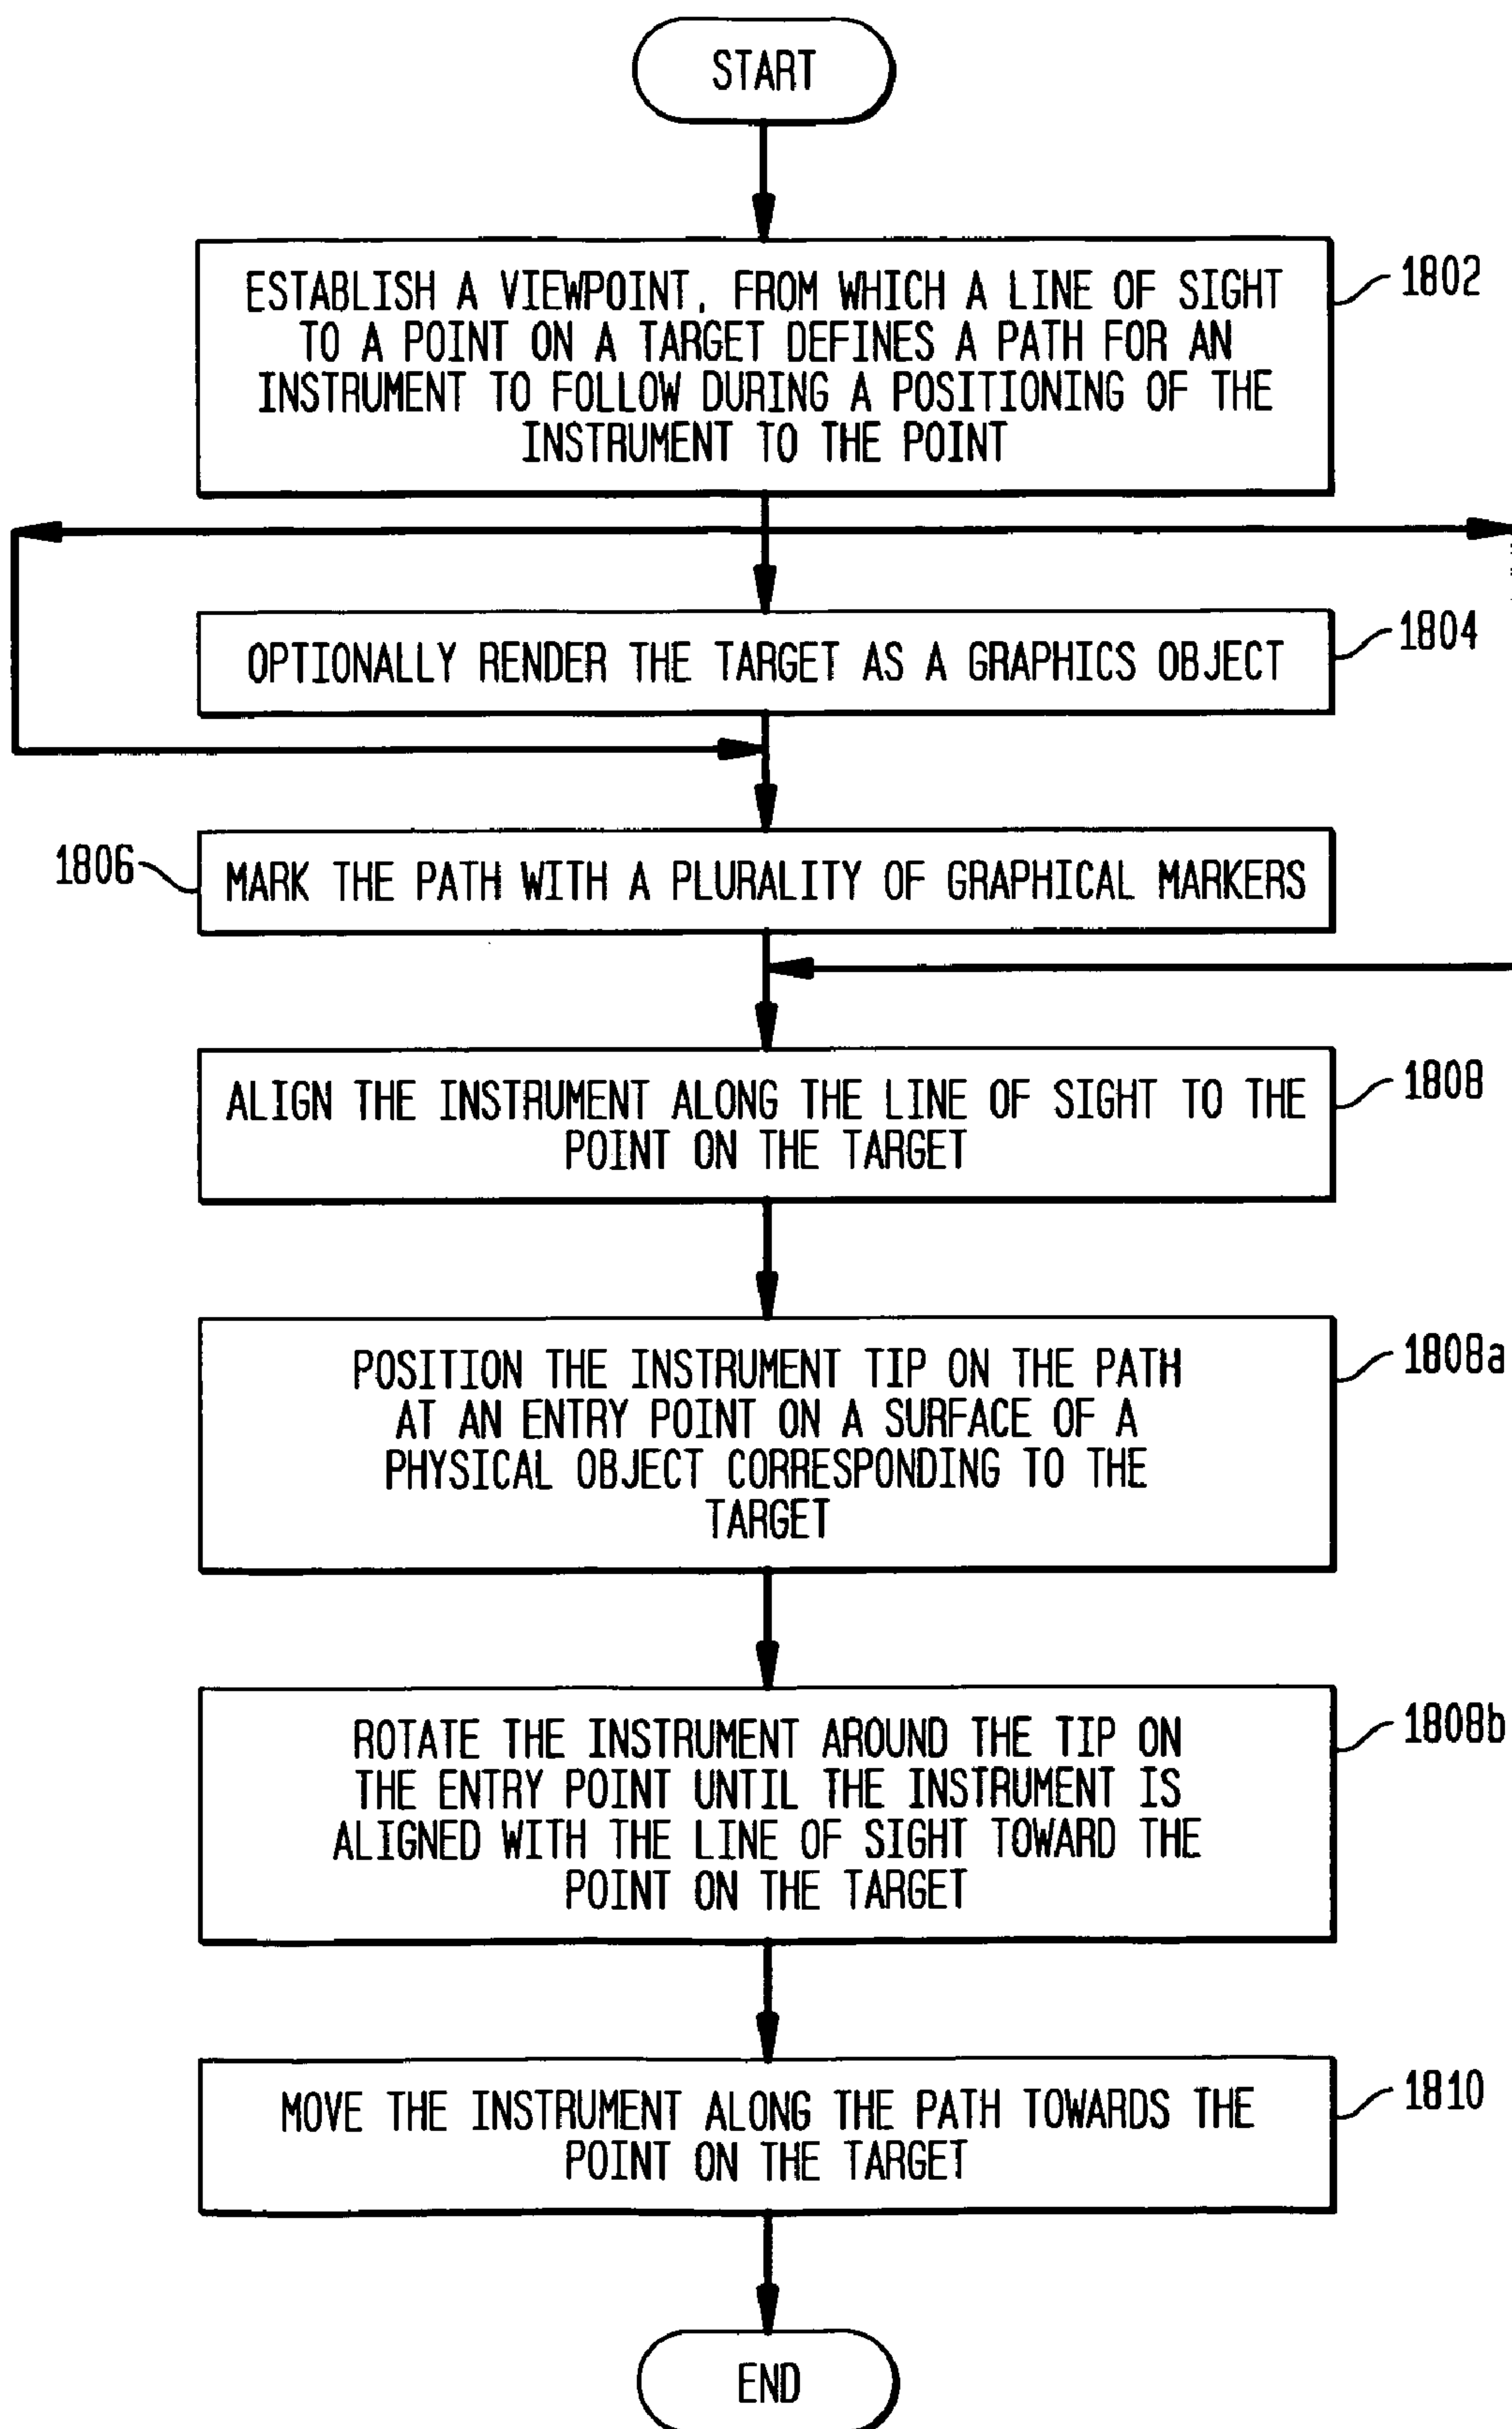 START
ESTABLISH A VIEWPOINT, FROM WHICH A LINE OF SIGHT
TO A POINT ON A TARGET DEFINES A PATH FOR AN
INSTRUMENT TO FOLLOW DURING A POSITIONING OF THE
INSTRUMENT TO THE POINT
1802
OPTIONALLY RENDER THE TARGET AS A GRAPHICS OBJECT
1804
1806
MARK THE PATH WITH A PLURALITY OF GRAPHICAL MARKERS
ALIGN THE INSTRUMENT ALONG THE LINE OF SIGHT TO THE
POINT ON THE TARGET
1808
POSITION THE INSTRUMENT TIP ON THE PATH
AT AN ENTRY POINT ON A SURFACE OF A
PHYSICAL OBJECT CORRESPONDING TO THE
TARGET
1808a
ROTATE THE INSTRUMENT AROUND THE TIP ON
THE ENTRY POINT UNTIL THE INSTRUMENT IS
ALIGNED WITH THE LINE OF SIGHT TOWARD THE
POINT ON THE TARGET
1808b
MOVE THE INSTRUMENT ALONG THE PATH TOWARDS THE
POINT ON THE TARGET
1810
END